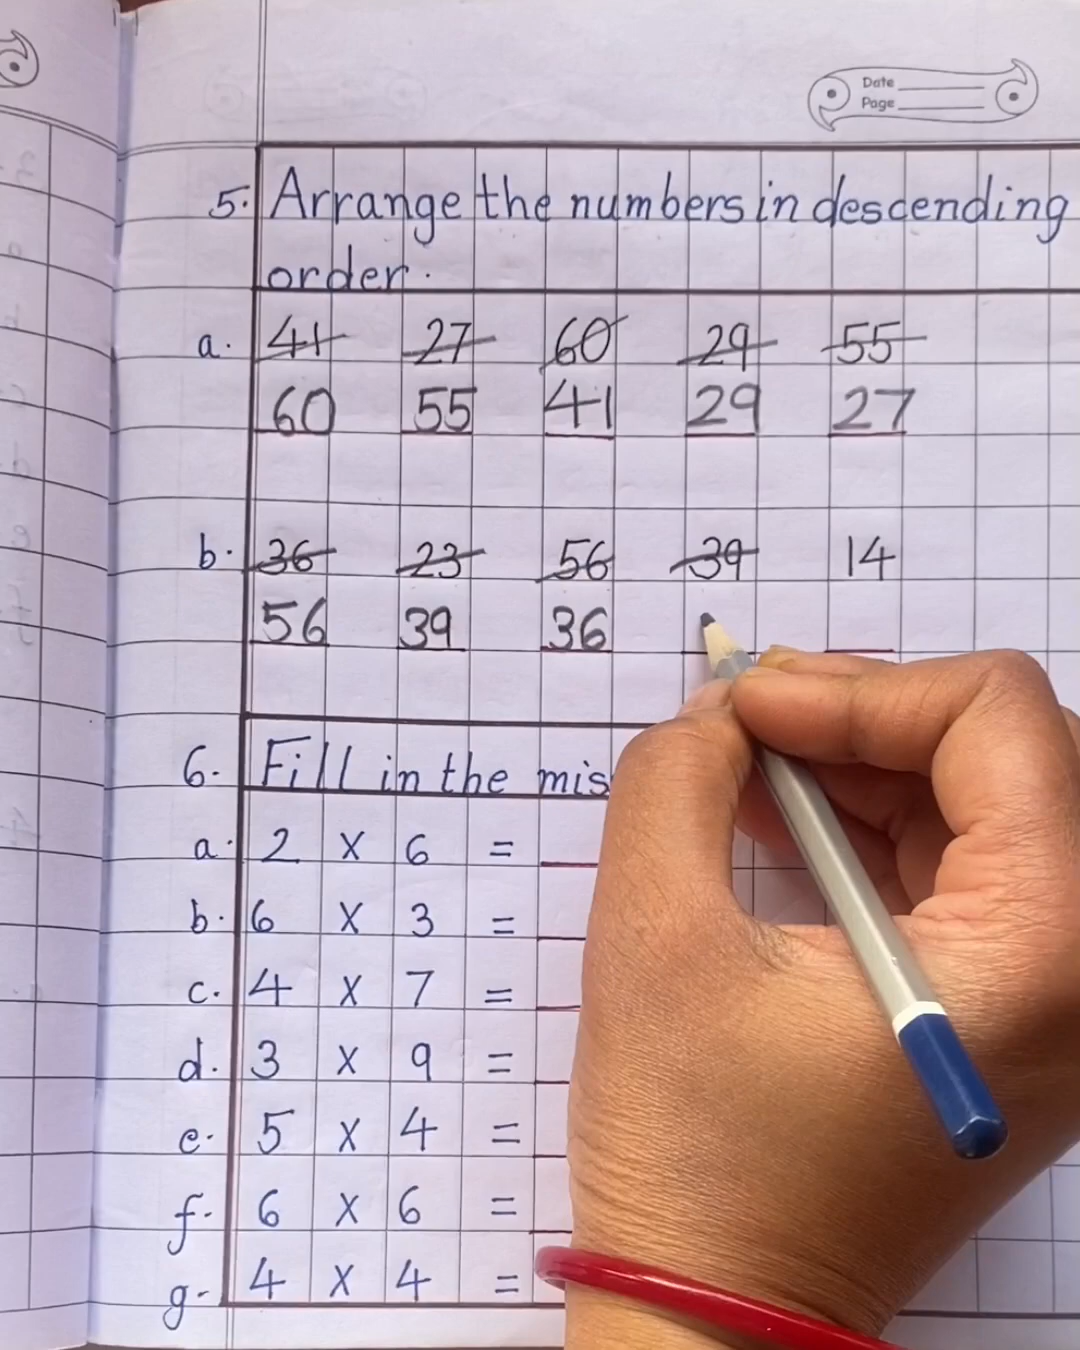 Date
Page
5. Arrange the numbers in descending
order.
a. 41 27 60 29 55
60 55 41 29 27
b. 36 23 56 39 14
56 39 36
6. Fill in the
a. 2 x 6 =
b. 6 x 3 =
c. 4 x 7 =
d. 3 x 9 =
e. 5 x 4 =
f. 6 x 6 =
g. 4 x 4 =